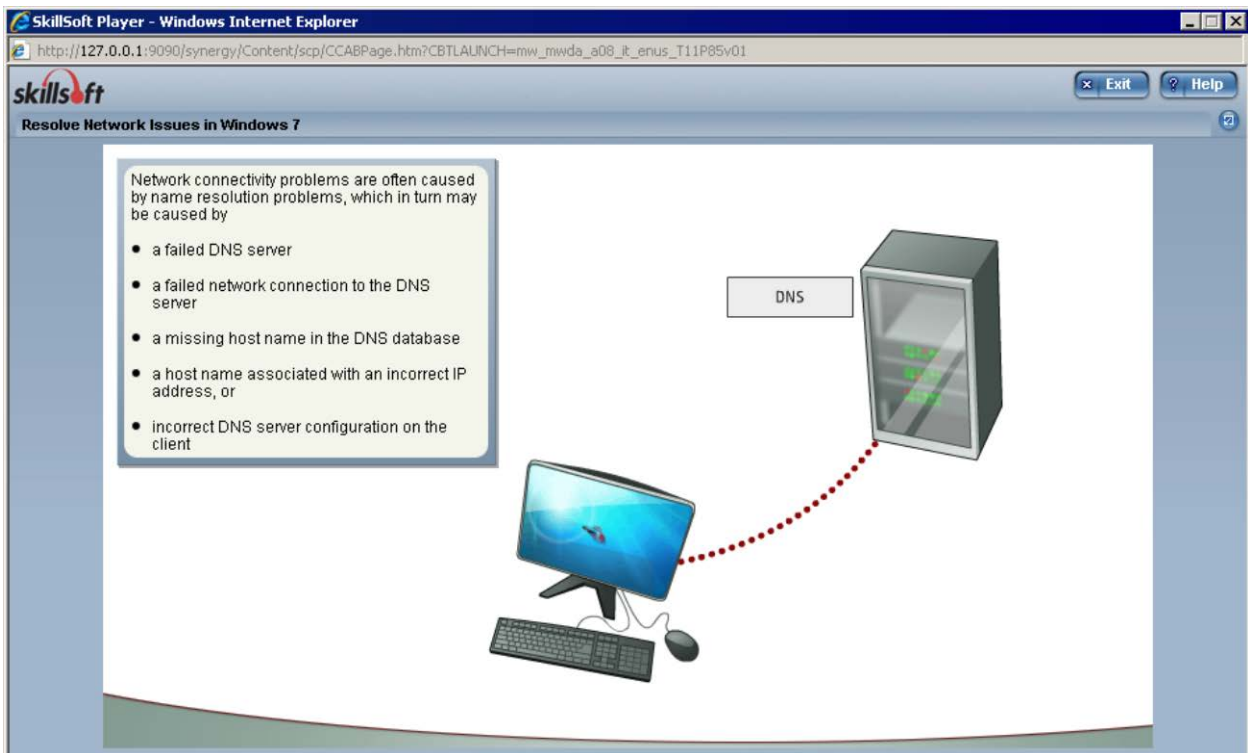 SkillSoft Player - Windows Internet Explorer
http://127.0.0.1:9090/synergy/Content/scp/CCABPage.htm?CBTLAUNCH=mw_mwda_a08_it_enus_T11P85v01
skillsoft
Exit
Help
Resolve Network Issues in Windows 7
Network connectivity problems are often caused
by name resolution problems, which in turn may
be caused by
• a failed DNS server
• a failed network connection to the DNS
server
• a missing host name in the DNS database
• a host name associated with an incorrect IP
address, or
• incorrect DNS server configuration on the
client
DNS